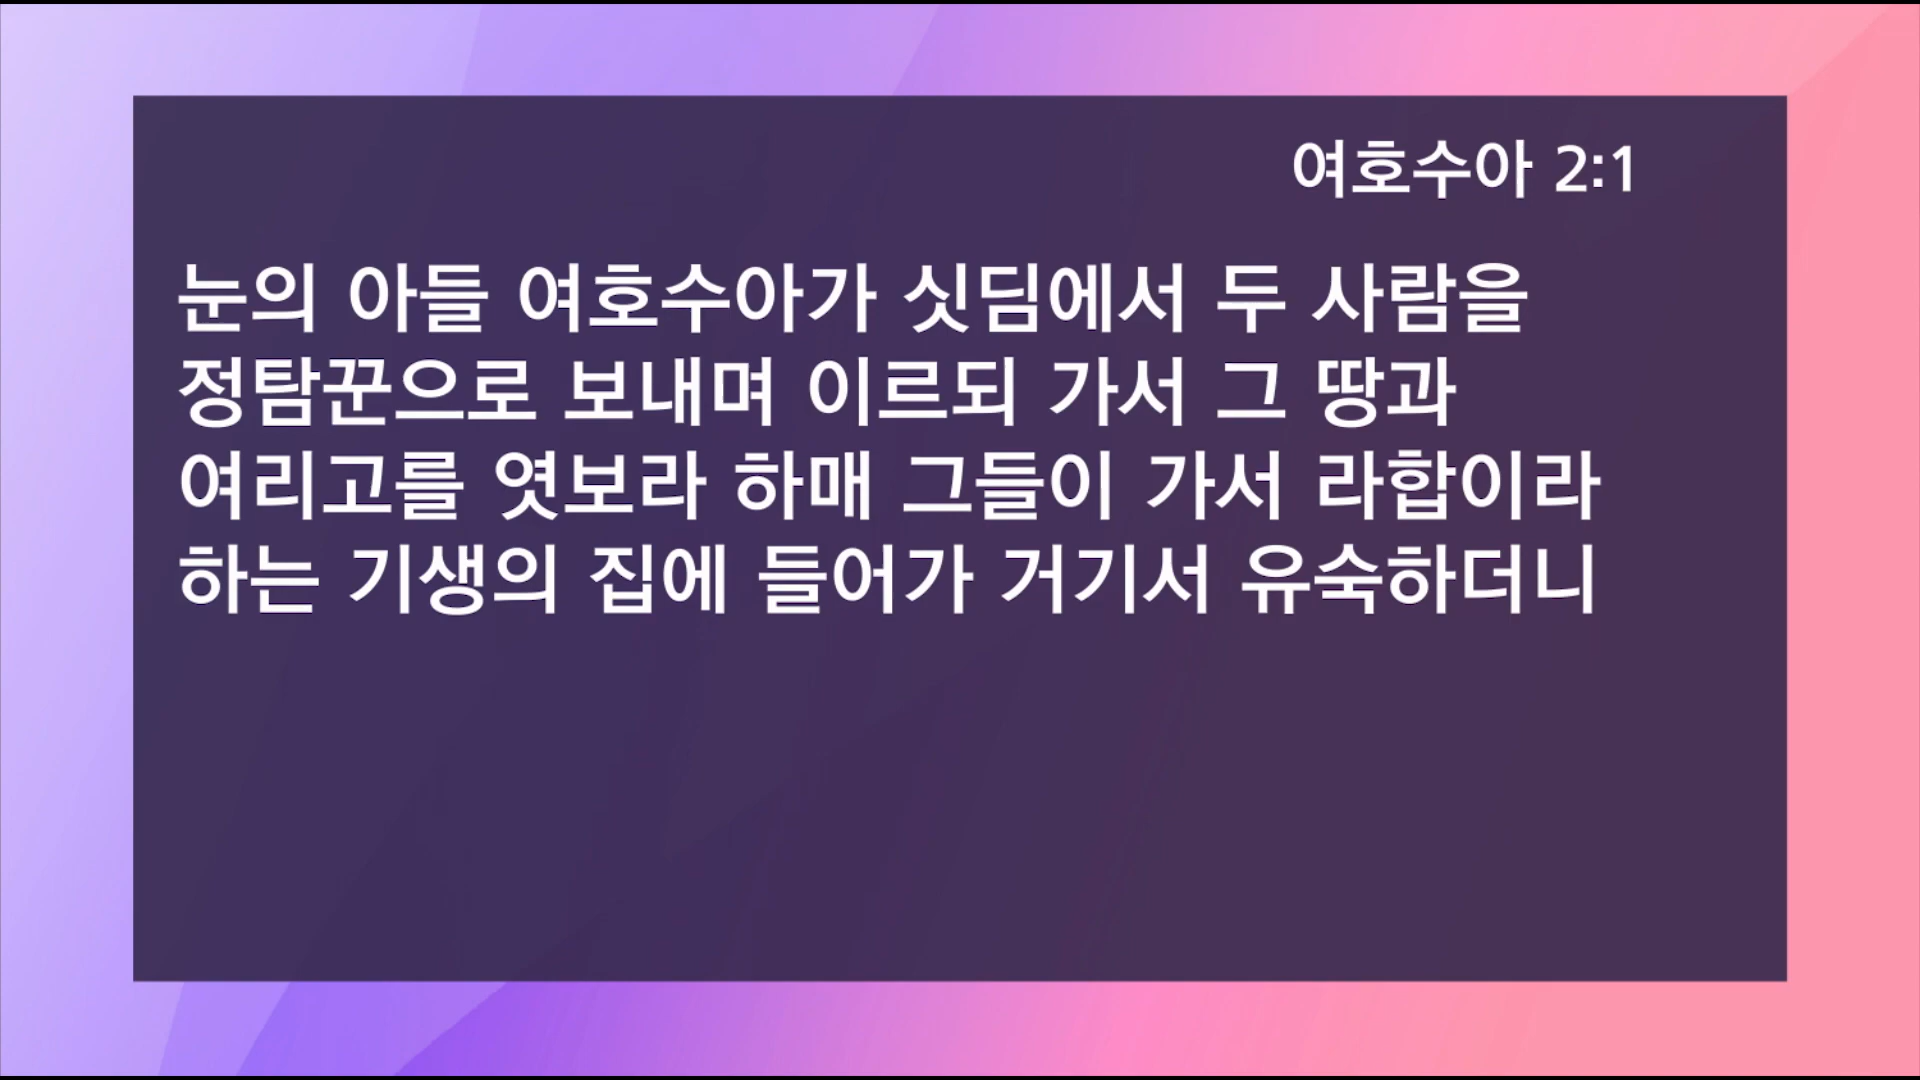 여호수아 2:1
눈의 아들 여호수아가 싯딤에서 두 사람을
정탐꾼으로 보내며 이르되 가서 그 땅과
여리고를 엿보라 하매 그들이 가서 라합이라
하는 기생의 집에 들어가 거기서 유숙하더니